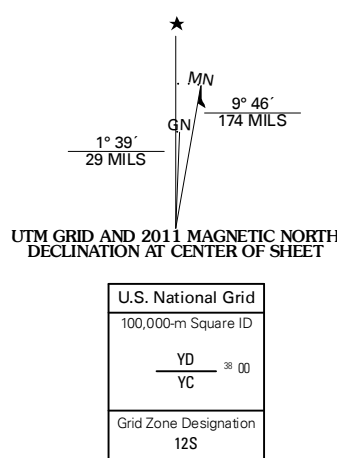 ★
MN
GN
9° 46´
174 MILS
1° 39´
29 MILS
UTM GRID AND 2011 MAGNETIC NORTH
DECLINATION AT CENTER OF SHEET
U.S. National Grid
100,000-m Square ID
YD
38 00
YC
Grid Zone Designation
12S